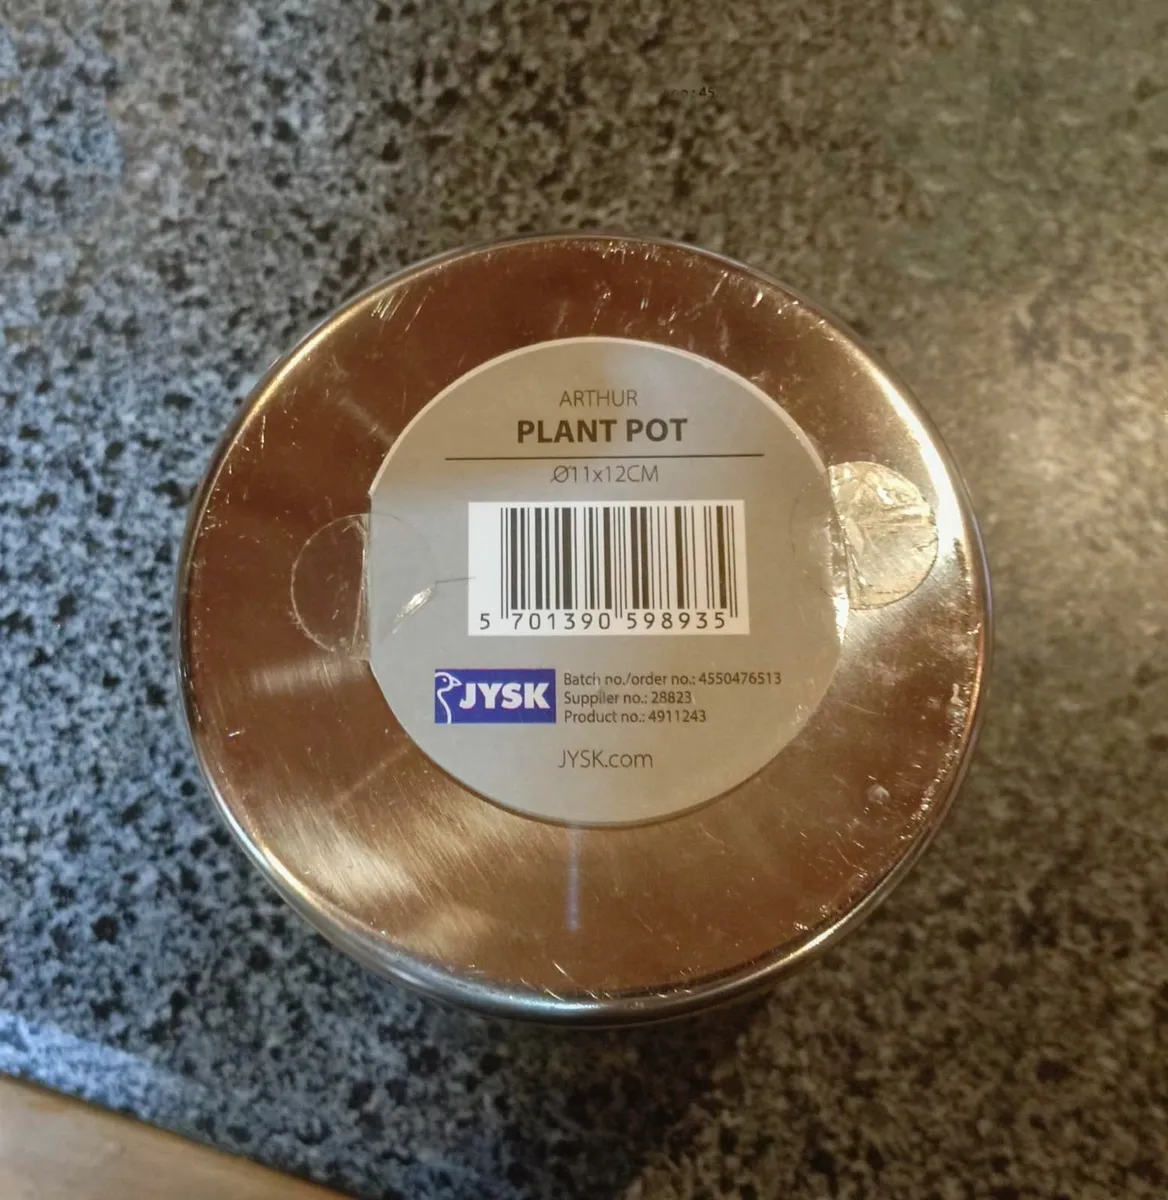 ARTHUR
PLANT POT
Ø11x12CM
5 701390 598935
JYSK
Batch no./order no.: 4550476513
Supplier no.: 28823
Product no.: 4911243
JYSK.com